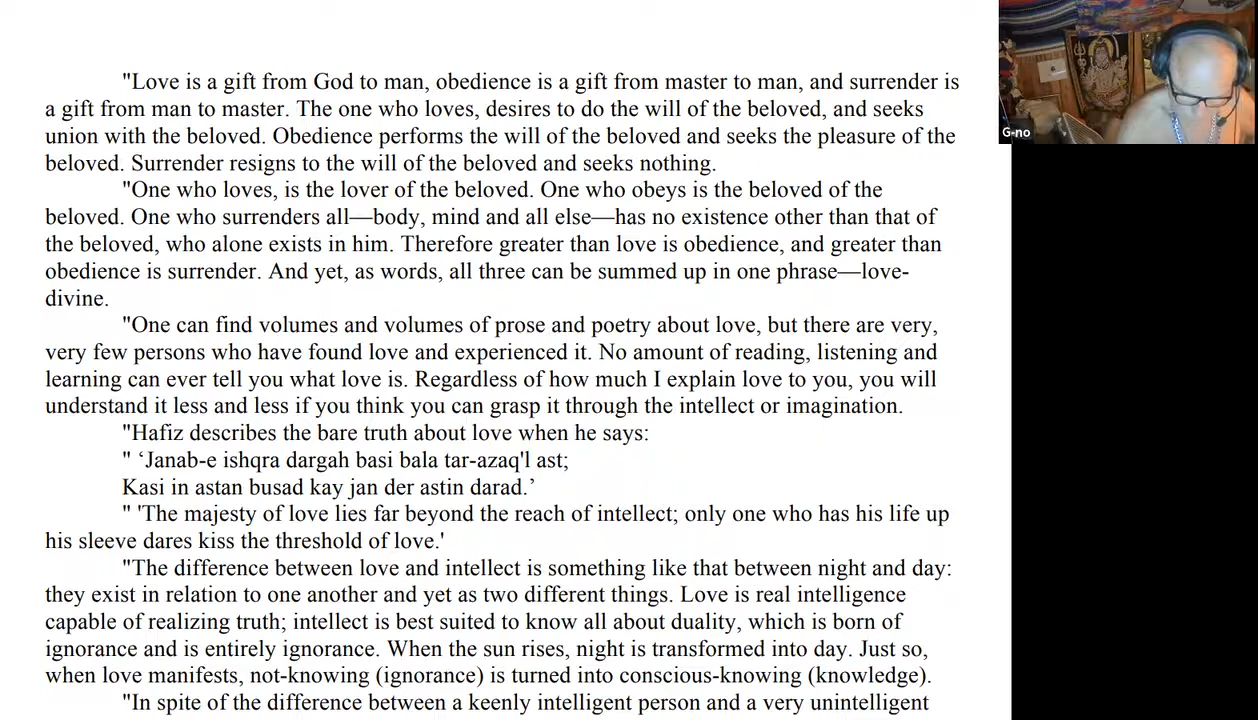 "Love is a gift from God to man, obedience is a gift from master to man, and surrender is
a gift from man to master. The one who loves, desires to do the will of the beloved, and seeks
union with the beloved. Obedience performs the will of the beloved and seeks the pleasure of the
beloved. Surrender resigns to the will of the beloved and seeks nothing.
"One who loves, is the lover of the beloved. One who obeys is the beloved of the
beloved. One who surrenders all—body, mind and all else—has no existence other than that of
the beloved, who alone exists in him. Therefore greater than love is obedience, and greater than
obedience is surrender. And yet, as words, all three can be summed up in one phrase—love-
divine.
"One can find volumes and volumes of prose and poetry about love, but there are very,
very few persons who have found love and experienced it. No amount of reading, listening and
learning can ever tell you what love is. Regardless of how much I explain love to you, you will
understand it less and less if you think you can grasp it through the intellect or imagination.
"Hafiz describes the bare truth about love when he says:
" ‘Janab-e ishqra dargah basi bala tar-azaq'l ast;
Kasi in astan busad kay jan der astin darad.’
" 'The majesty of love lies far beyond the reach of intellect; only one who has his life up
his sleeve dares kiss the threshold of love.'
"The difference between love and intellect is something like that between night and day:
they exist in relation to one another and yet as two different things. Love is real intelligence
capable of realizing truth; intellect is best suited to know all about duality, which is born of
ignorance and is entirely ignorance. When the sun rises, night is transformed into day. Just so,
when love manifests, not-knowing (ignorance) is turned into conscious-knowing (knowledge).
"In spite of the difference between a keenly intelligent person and a very unintelligent
G-no